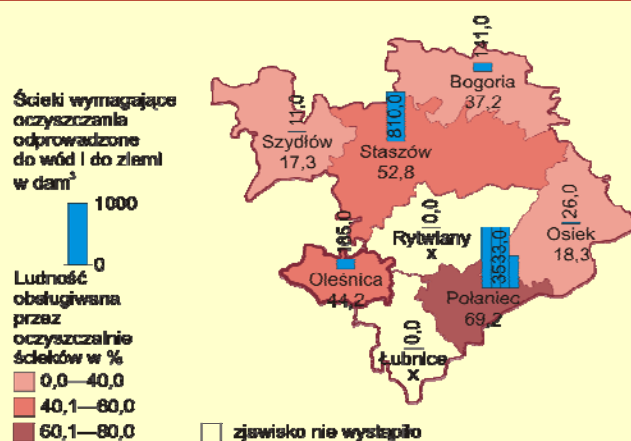 Ścieki wymagające
oczyszczania
odprowadzone
do wód i do ziemi
w dam³
1000
0
Ludność
obsługiwana
przez
oczyszczalnie
ścieków w %
0,0—40,0
40,1—60,0
60,1—80,0
zjawisko nie wystąpiło
141,0
Bogoria
37,2
11,0
Szydłów
17,3
810,0
Staszów
52,8
0,0
Rytwiany
x
26,0
Osiek
18,3
165,0
Oleśnica
44,2
3533,0
Połaniec
69,2
0,0
Łubnice
x